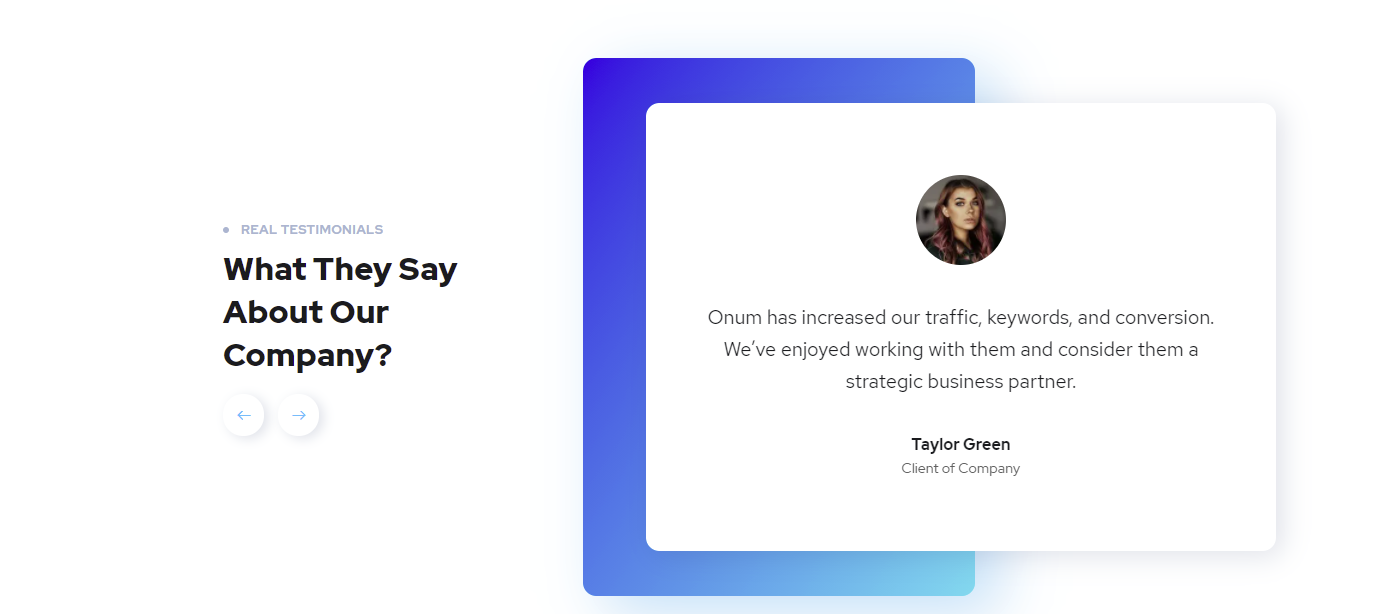 REAL TESTIMONIALS
What They Say
About Our
Company?
Onum has increased our traffic, keywords, and conversion.
We’ve enjoyed working with them and consider them a
strategic business partner.
Taylor Green
Client of Company